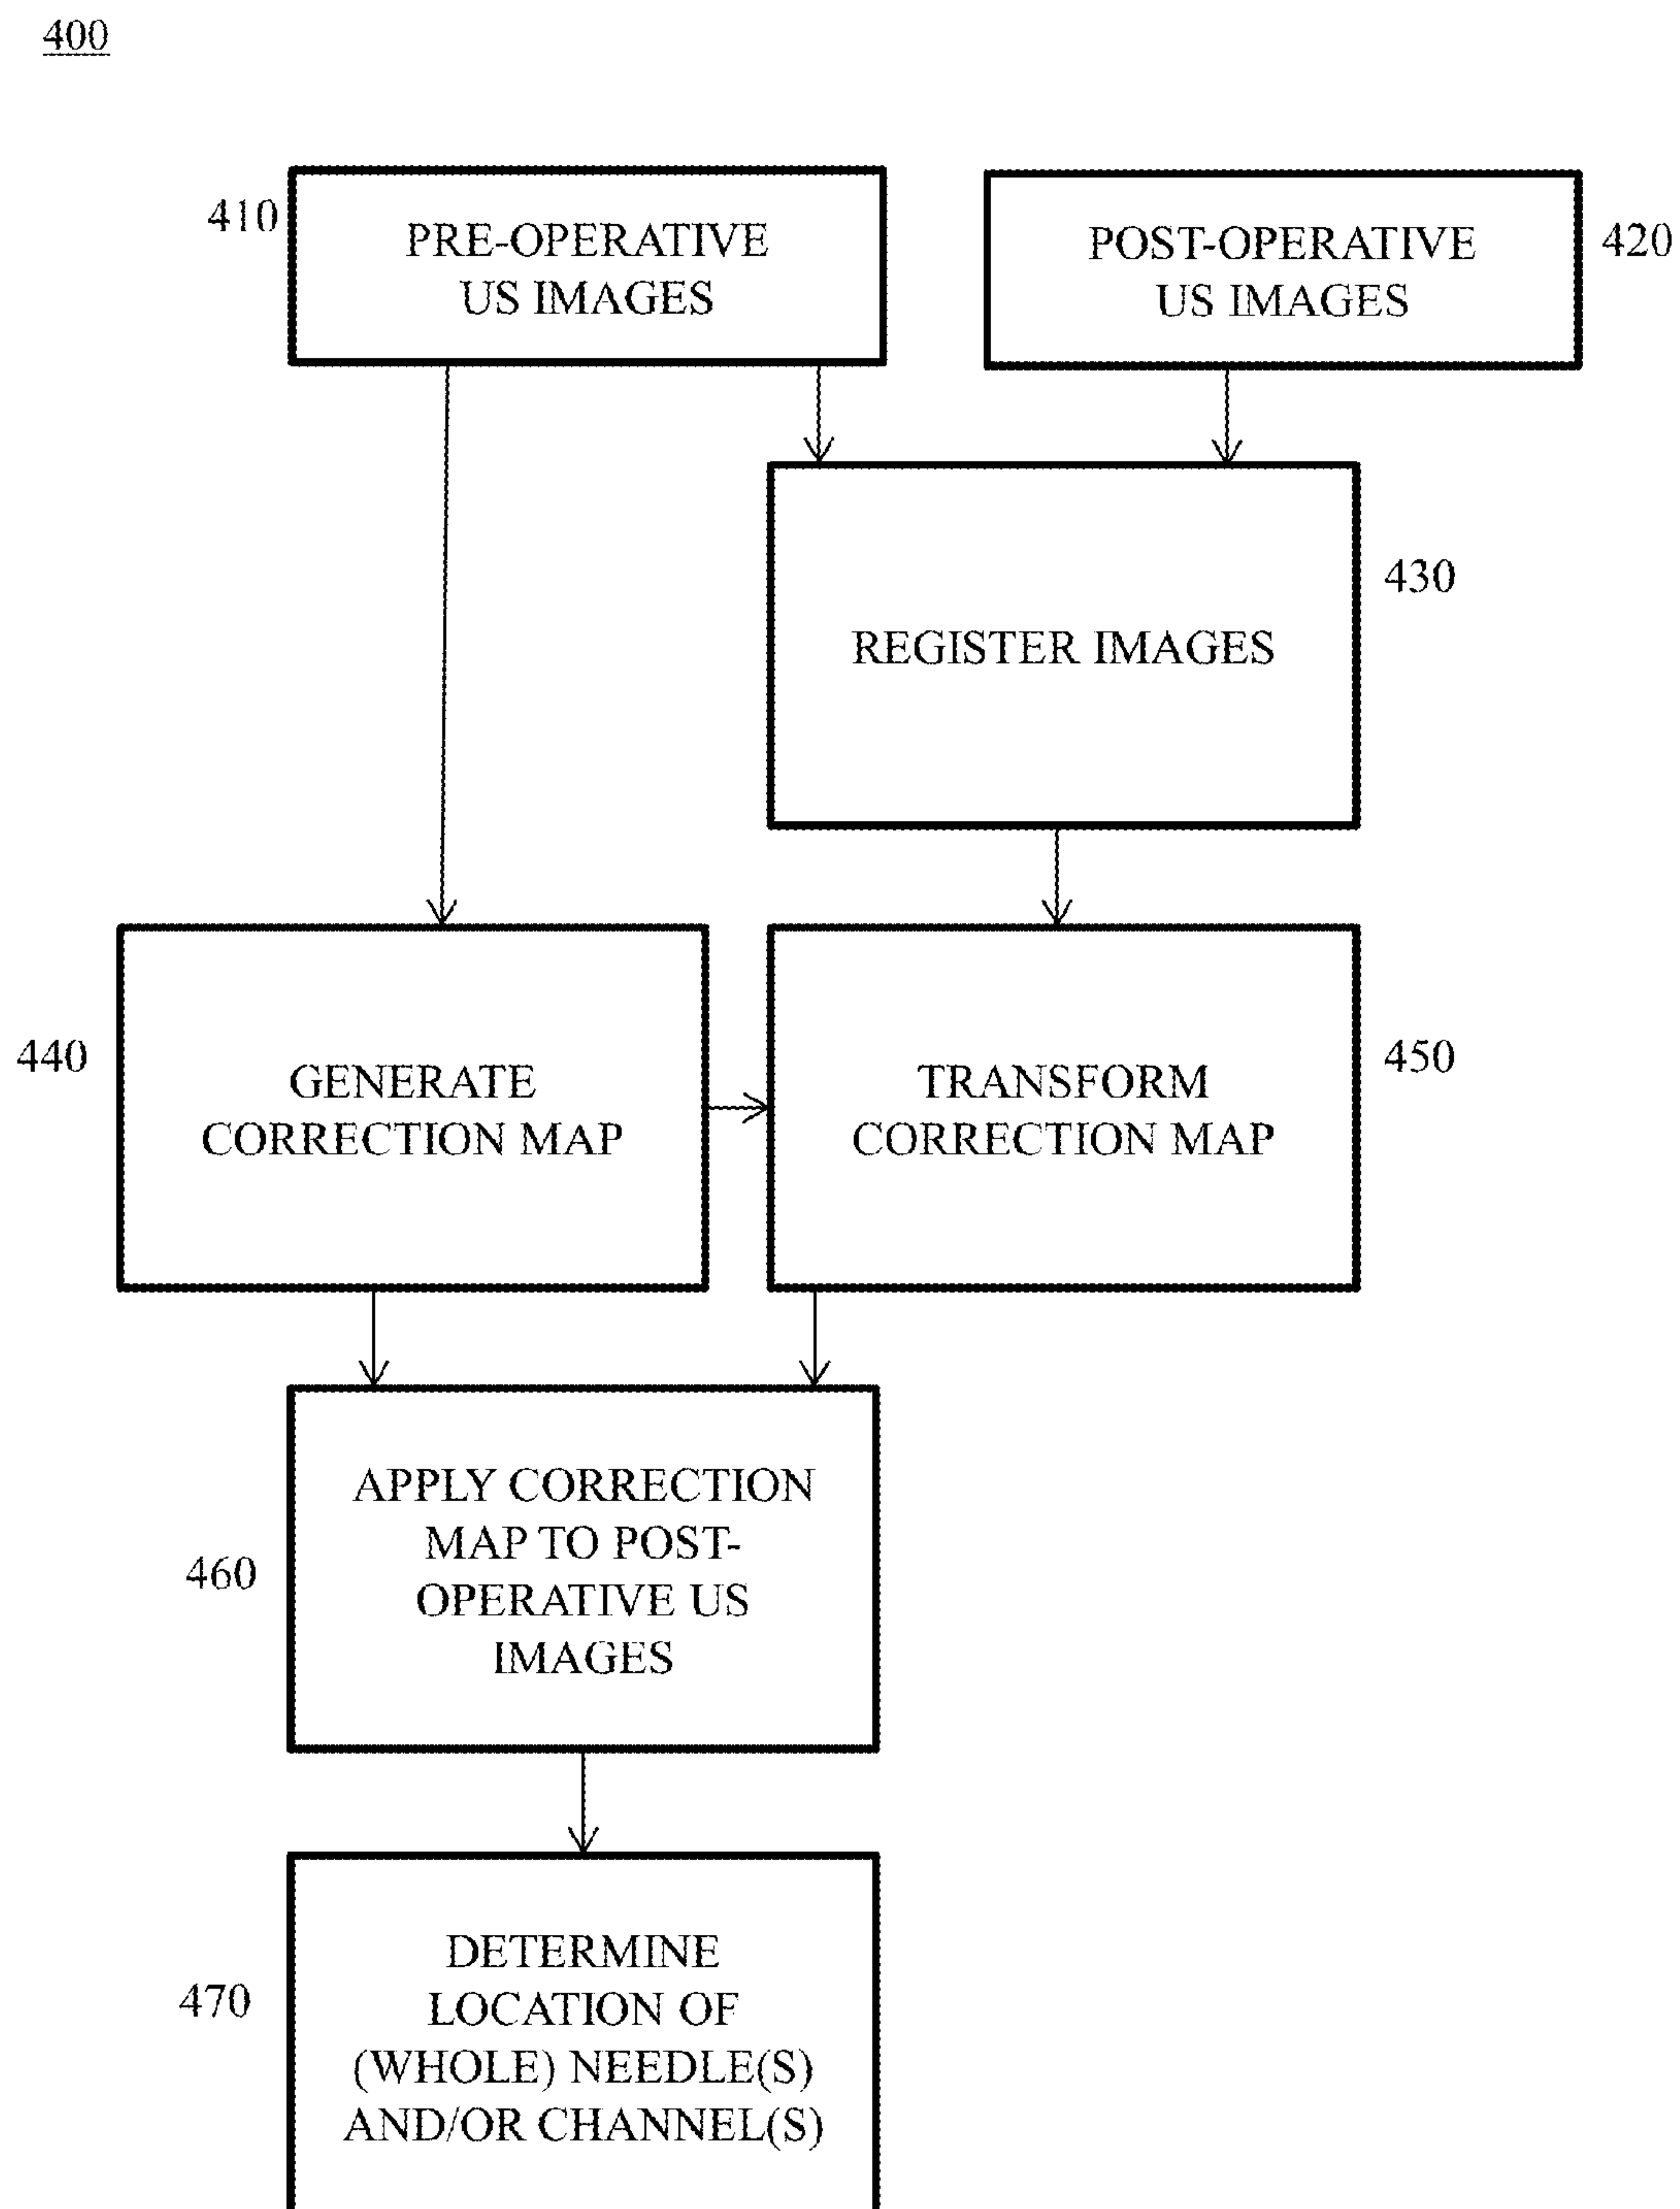 400
410
PRE-OPERATIVE
US IMAGES
POST-OPERATIVE
US IMAGES
420
REGISTER IMAGES
430
440
GENERATE
CORRECTION MAP
TRANSFORM
CORRECTION MAP
450
460
APPLY CORRECTION
MAP TO POST-
OPERATIVE US
IMAGES
470
DETERMINE
LOCATION OF
(WHOLE) NEEDLE(S)
AND/OR CHANNEL(S)